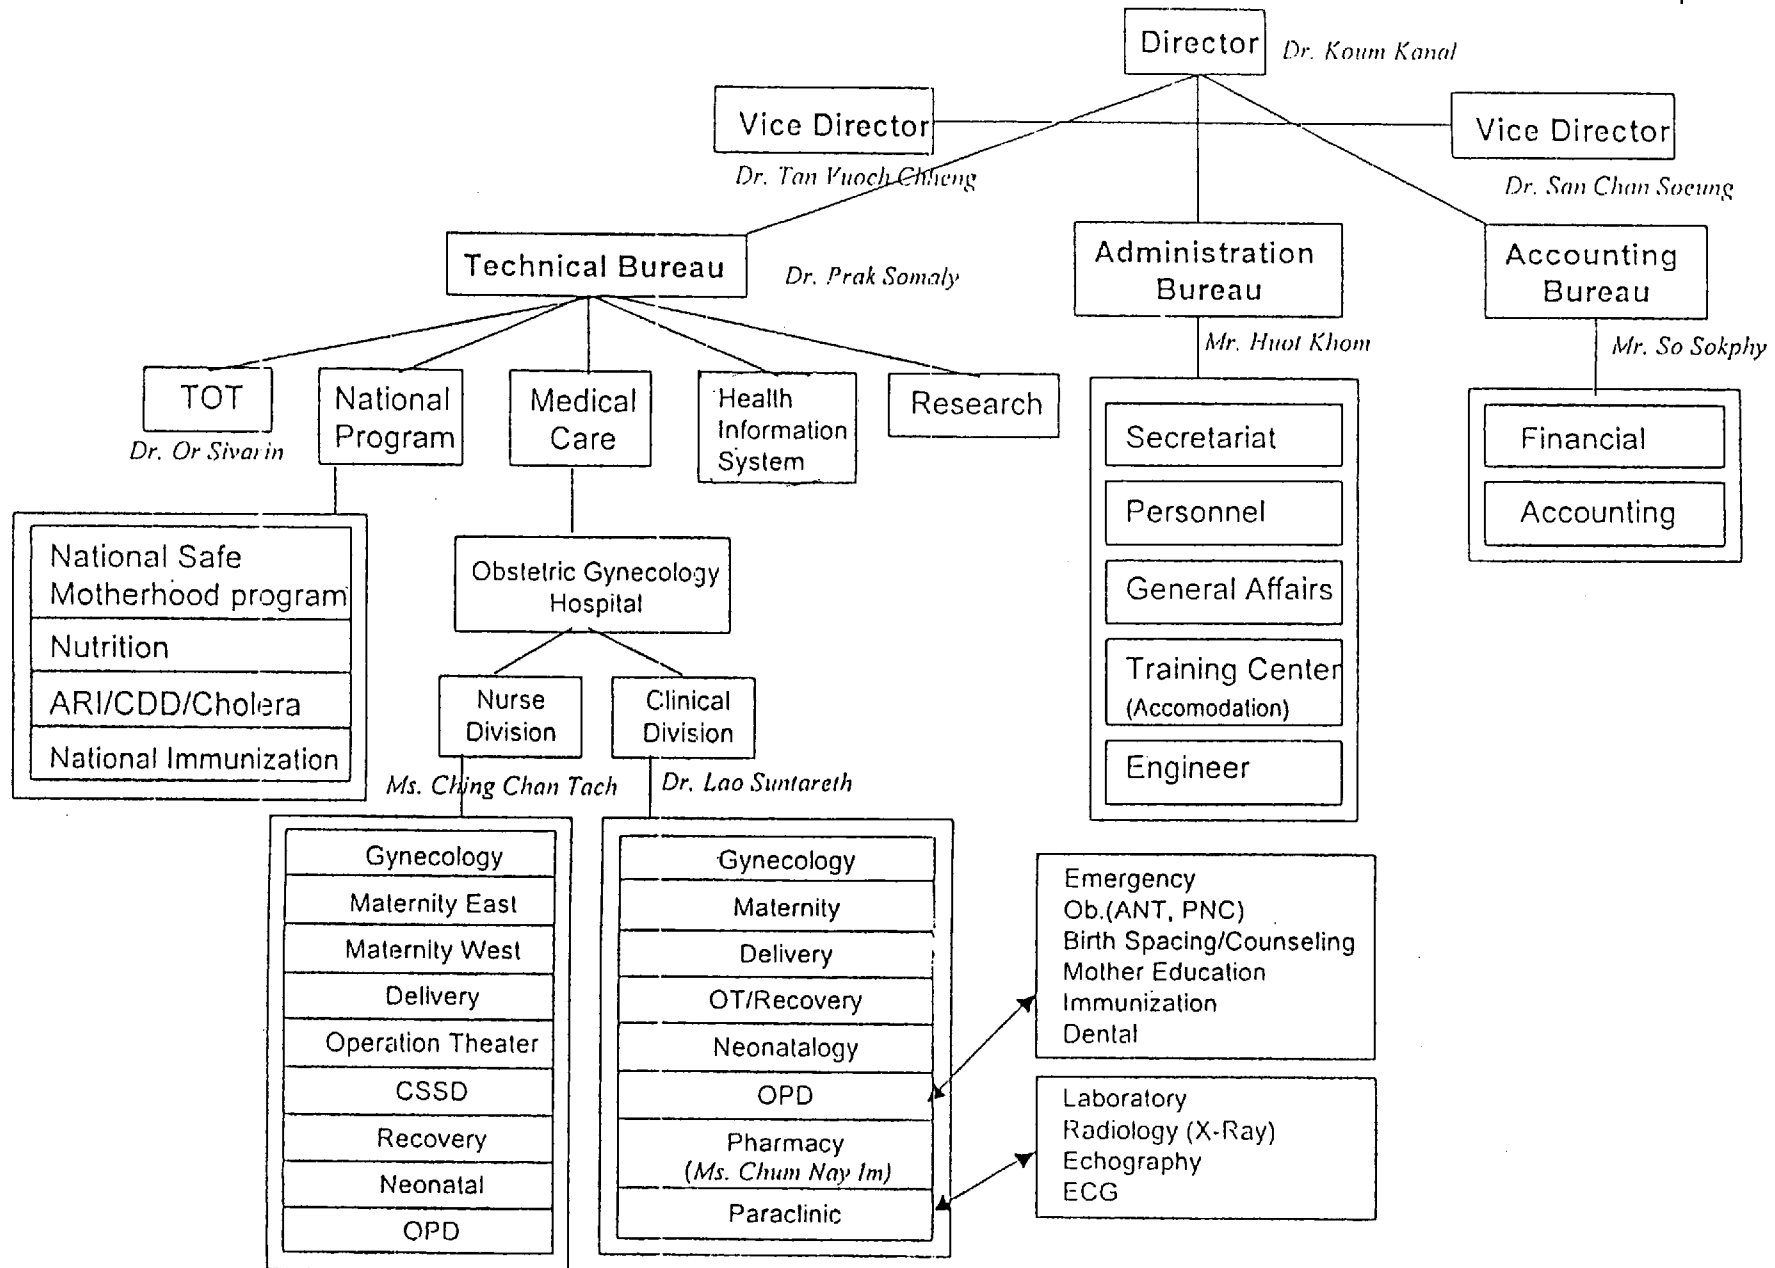 Director
Dr. Koum Kanal
Vice Director
Vice Director
Dr. Tan Vuoch Chheng
Dr. San Chan Soeung
Technical Bureau
Dr. Prak Somaly
Administration
Bureau
Accounting
Bureau
Mr. Huot Khom
Mr. So Sokphy
TOT
Dr. Or Sivarin
National
Program
Medical
Care
Health
Information
System
Research
Secretariat
Personnel
General Affairs
Training Center
(Accomodation)
Engineer
Financial
Accounting
National Safe
Motherhood program
Nutrition
ARI/CDD/Cholera
National Immunization
Obstetric Gynecology
Hospital
Nurse
Division
Clinical
Division
Ms. Ching Chan Tach
Dr. Lao Suntareth
Gynecology
Maternity East
Maternity West
Delivery
Operation Theater
CSSD
Recovery
Neonatal
OPD
Gynecology
Maternity
Delivery
OT/Recovery
Neonatalogy
OPD
Pharmacy
(Ms. Chum Nay Im)
Paraclinic
Emergency
Ob.(ANT, PNC)
Birth Spacing/Counseling
Mother Education
Immunization
Dental
Laboratory
Radiology (X-Ray)
Echography
ECG